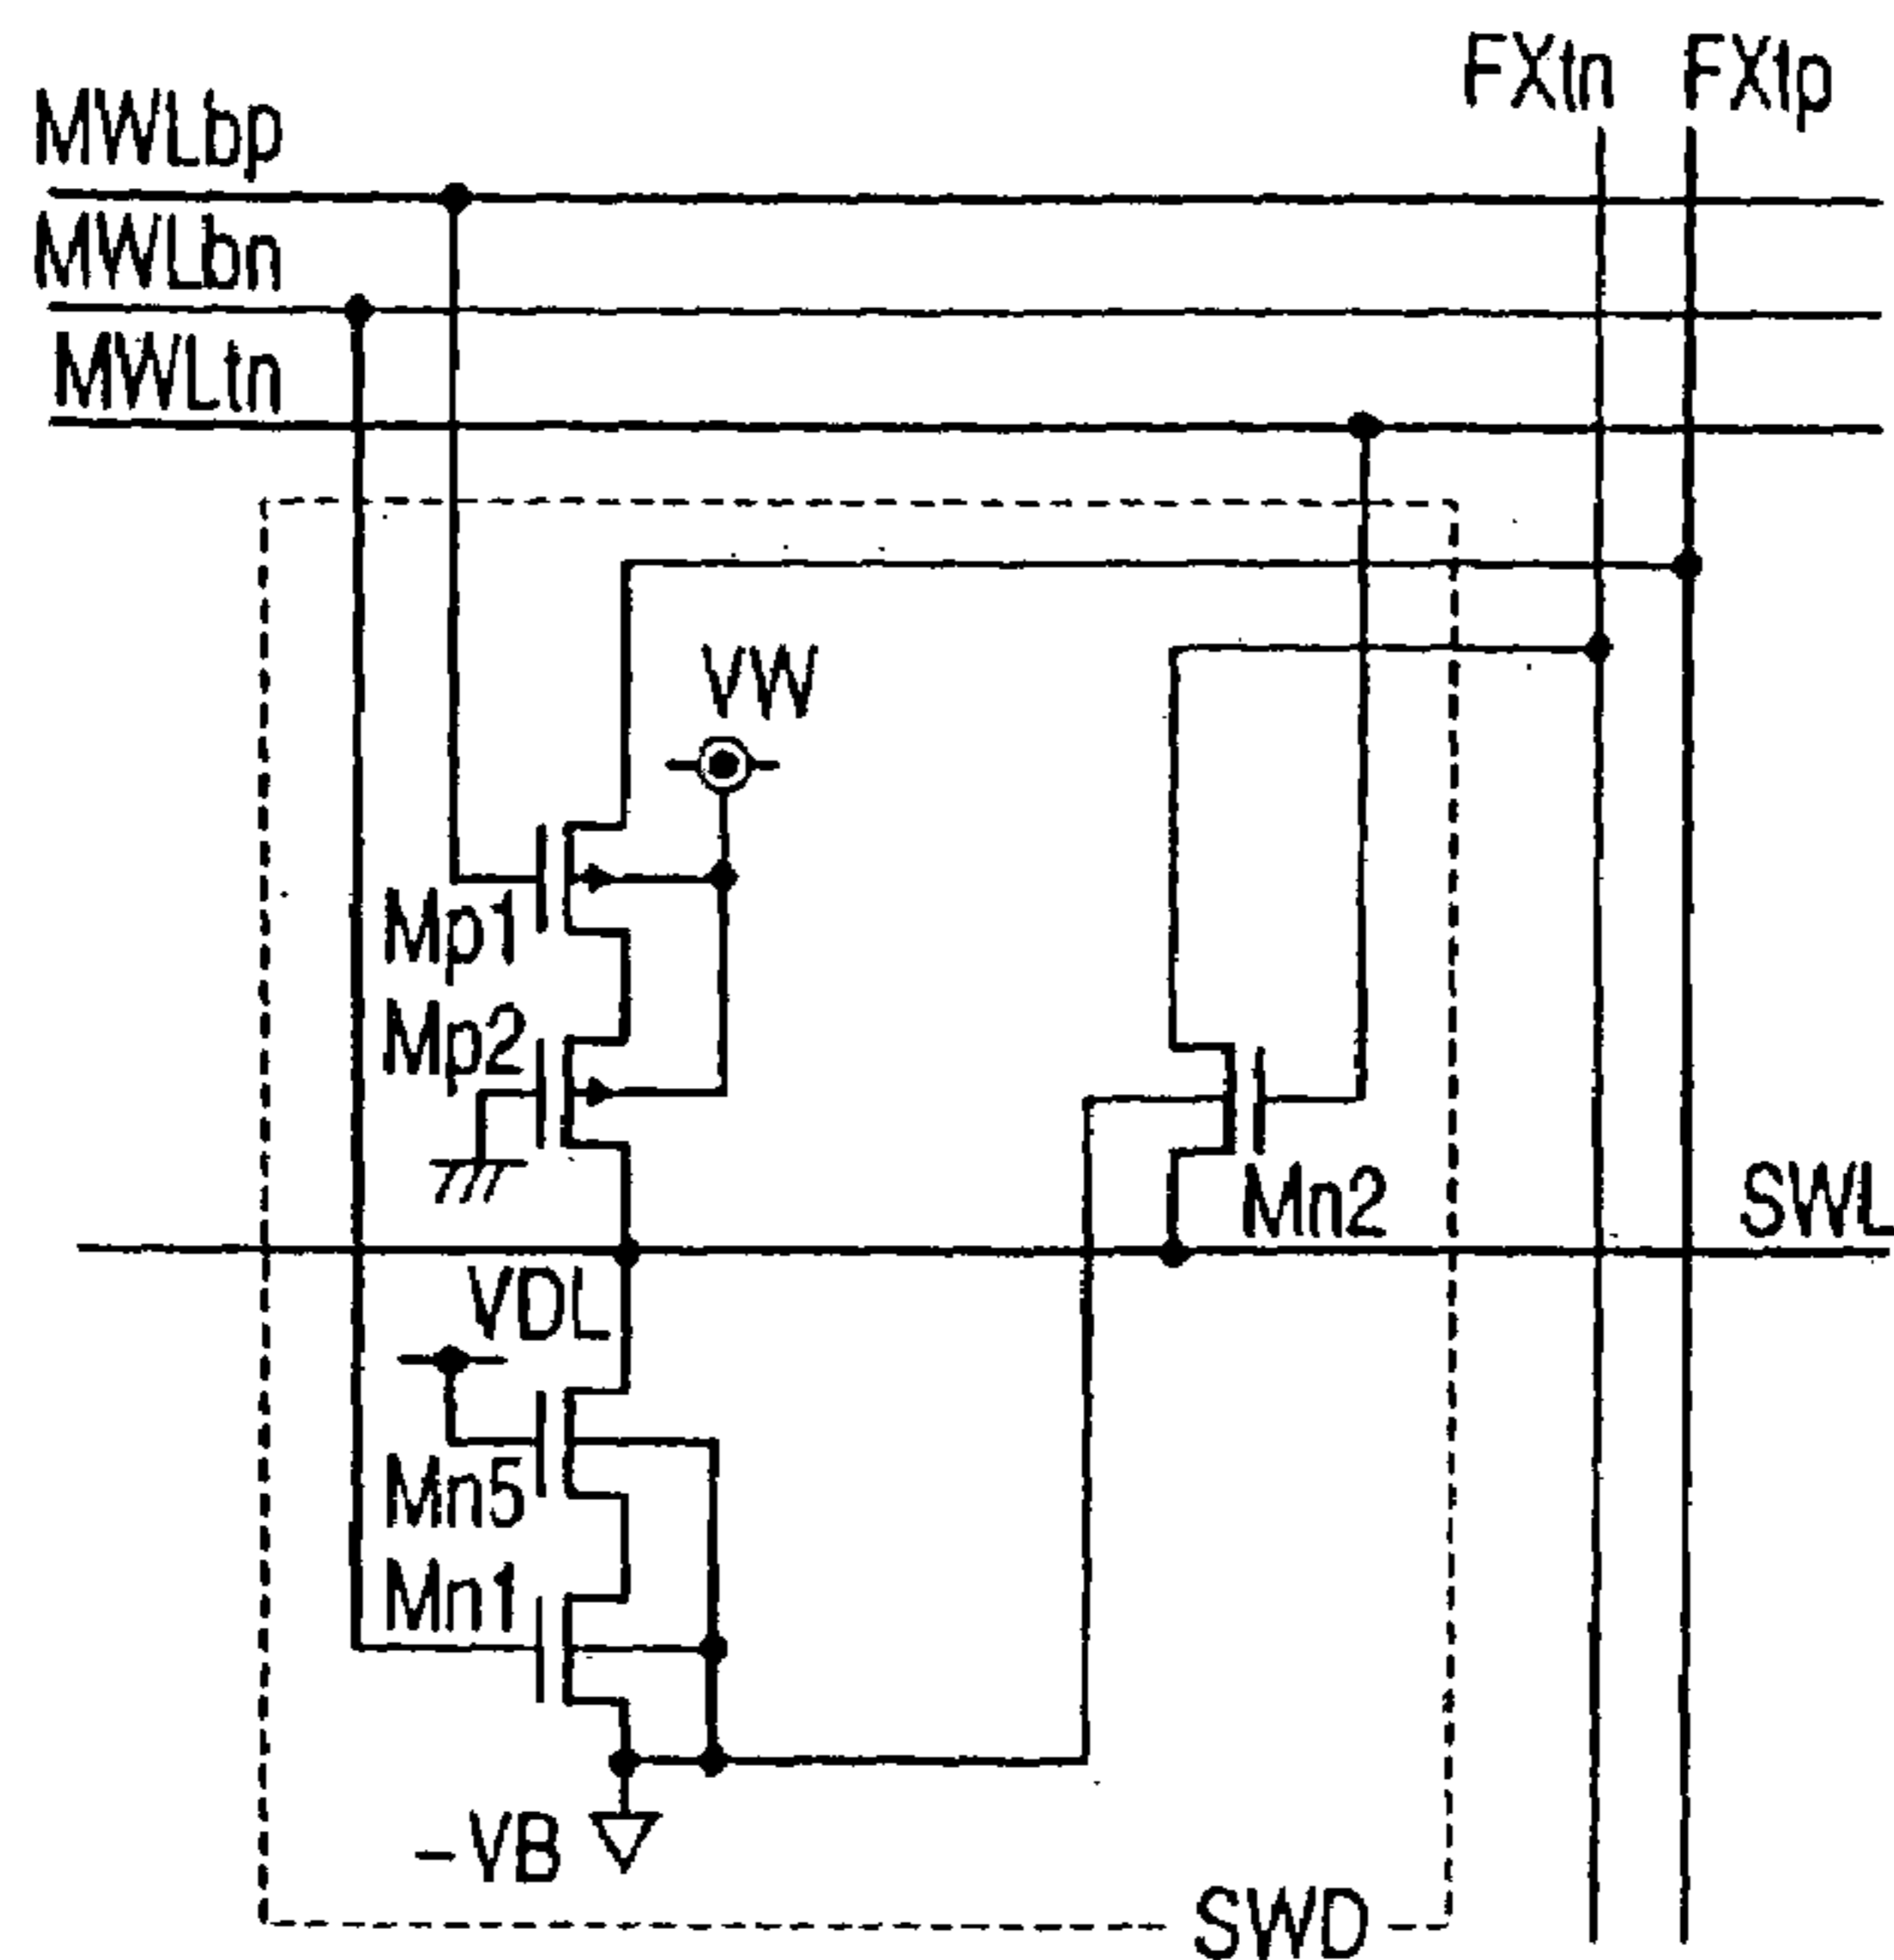 FXtn FXtp
MWLbp
MWLbn
MWLtn
VW
Mp1
Mp2
Mn2
SWL
VDL
Mn5
Mn1
-VB
SWD